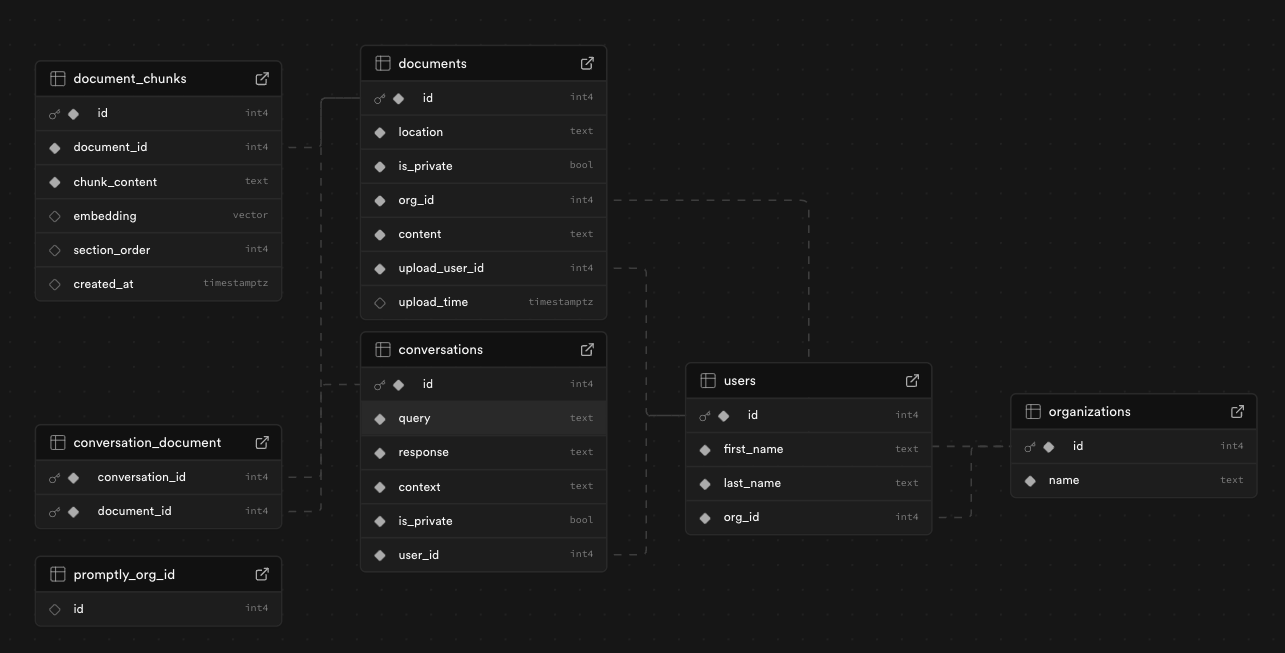 document_chunks
id int4
document_id int4
chunk_content text
embedding vector
section_order int4
created_at timestamptz
conversation_document
conversation_id int4
document_id int4
promptly_org_id
id int4
documents
id int4
location text
is_private bool
org_id int4
content text
upload_user_id int4
upload_time timestamptz
conversations
id int4
query text
response text
context text
is_private bool
user_id int4
users
id int4
first_name text
last_name text
org_id int4
organizations
id int4
name text